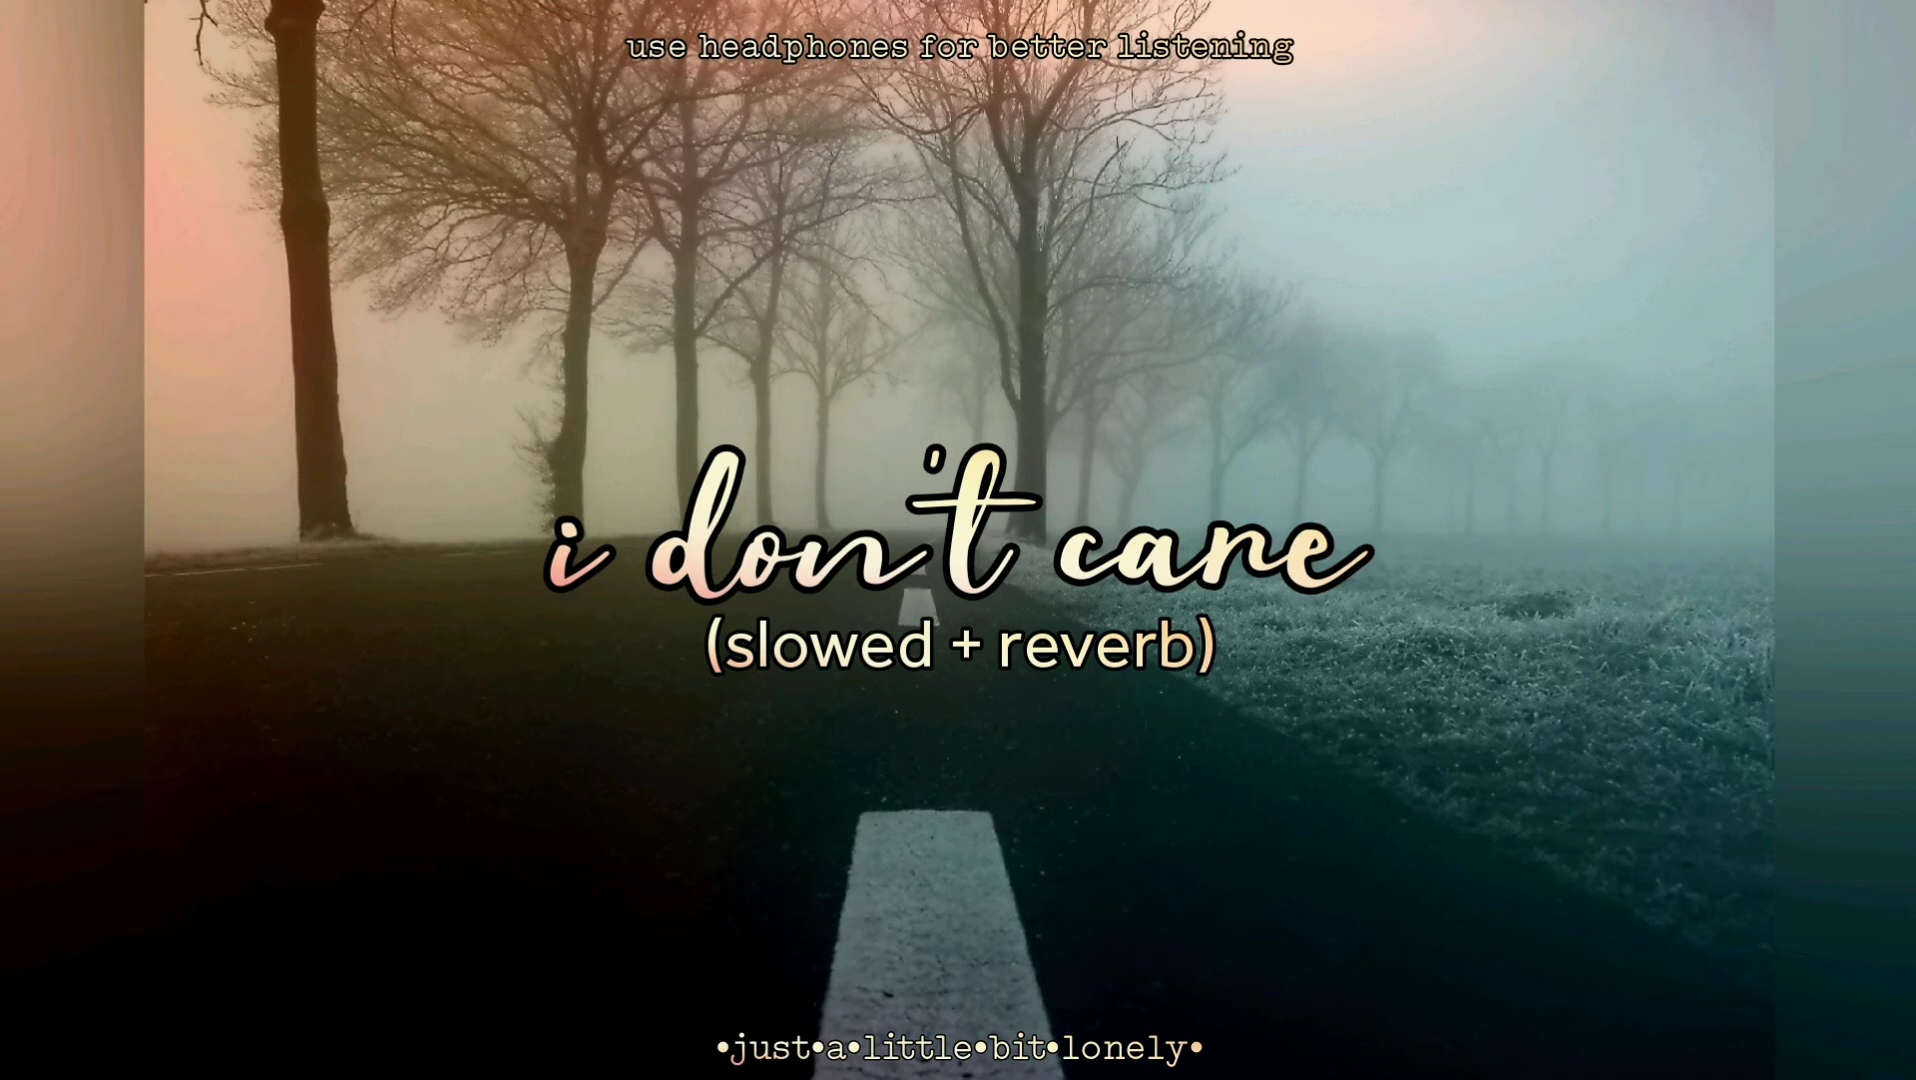 use headphones for better listening
i don't care
(slowed + reverb)
•just•a•little•bit•lonely•